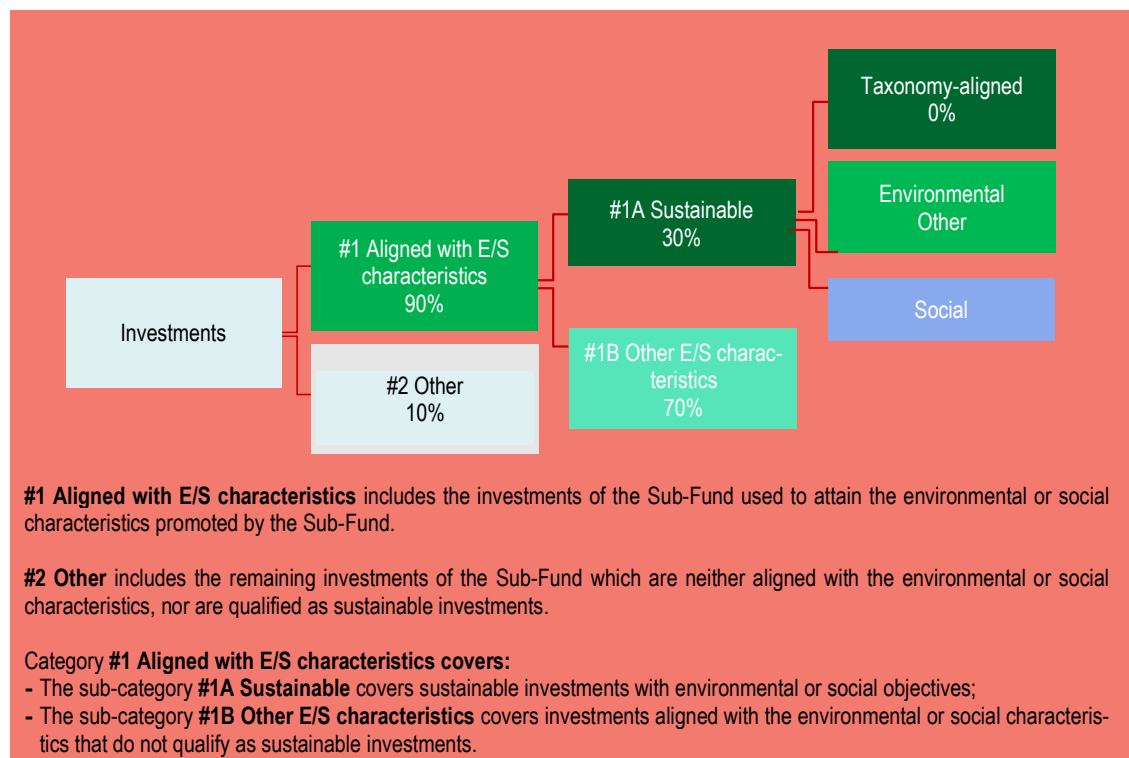 Investments
#1 Aligned with E/S
characteristics
90%
#2 Other
10%
#1A Sustainable
30%
#1B Other E/S charac-
teristics
70%
Taxonomy-aligned
0%
Environmental
Other
Social
#1 Aligned with E/S characteristics includes the investments of the Sub-Fund used to attain the environmental or social
characteristics promoted by the Sub-Fund.
#2 Other includes the remaining investments of the Sub-Fund which are neither aligned with the environmental or social
characteristics, nor are qualified as sustainable investments.
Category #1 Aligned with E/S characteristics covers:
- The sub-category #1A Sustainable covers sustainable investments with environmental or social objectives;
- The sub-category #1B Other E/S characteristics covers investments aligned with the environmental or social characteris-
tics that do not qualify as sustainable investments.